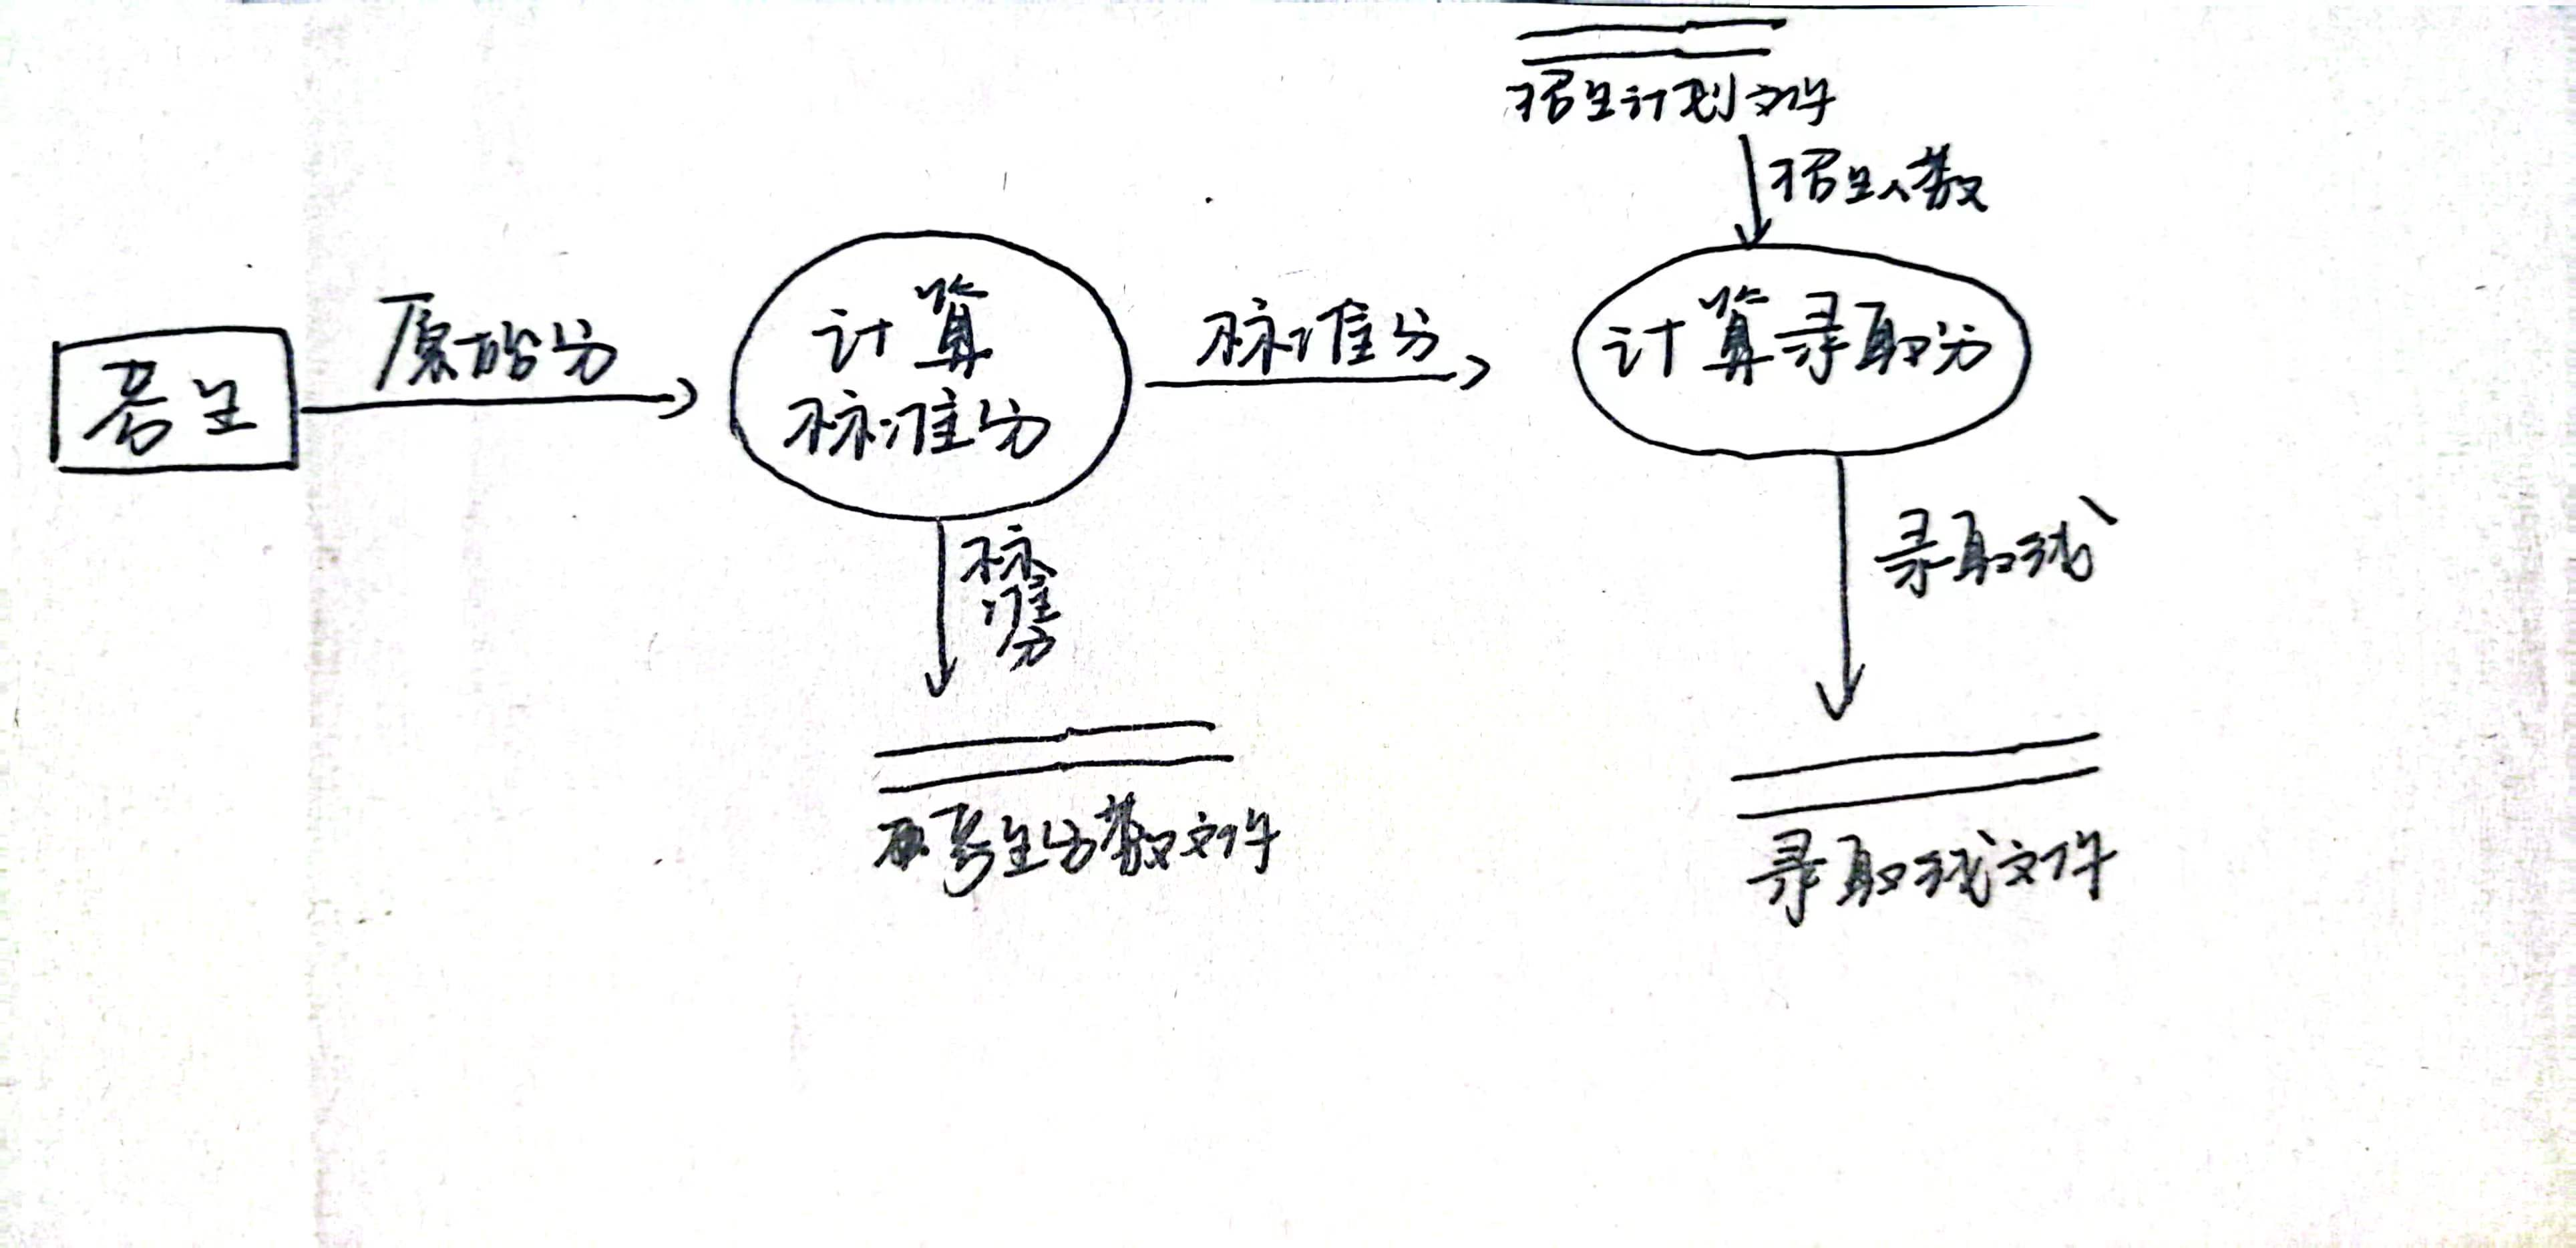 招生计划文件
招生人数
考生
原始分
计算
标准分
标准分
计算录取分
标
准
分
录取线
考生分数文件
录取线文件